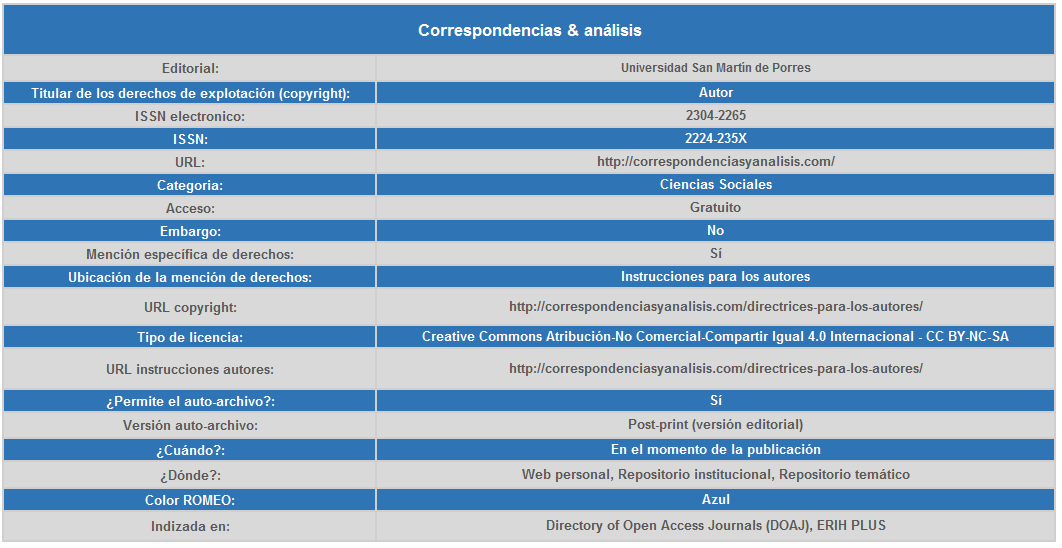 Correspondencias & análisis
Editorial: Universidad San Martín de Porres
Titular de los derechos de explotación (copyright): Autor
ISSN electronico: 2304-2265
ISSN: 2224-235X
URL: http://correspondenciasyanalisis.com/
Categoria: Ciencias Sociales
Acceso: Gratuito
Embargo: No
Mención específica de derechos: Sí
Ubicación de la mención de derechos: Instrucciones para los autores
URL copyright: http://correspondenciasyanalisis.com/directrices-para-los-autores/
Tipo de licencia: Creative Commons Atribución-No Comercial-Compartir Igual 4.0 Internacional - CC BY-NC-SA
URL instrucciones autores: http://correspondenciasyanalisis.com/directrices-para-los-autores/
¿Permite el auto-archivo?: Sí
Versión auto-archivo: Post-print (versión editorial)
¿Cuándo?: En el momento de la publicación
¿Dónde?: Web personal, Repositorio institucional, Repositorio temático
Color ROMEO: Azul
Indizada en: Directory of Open Access Journals (DOAJ), ERIH PLUS